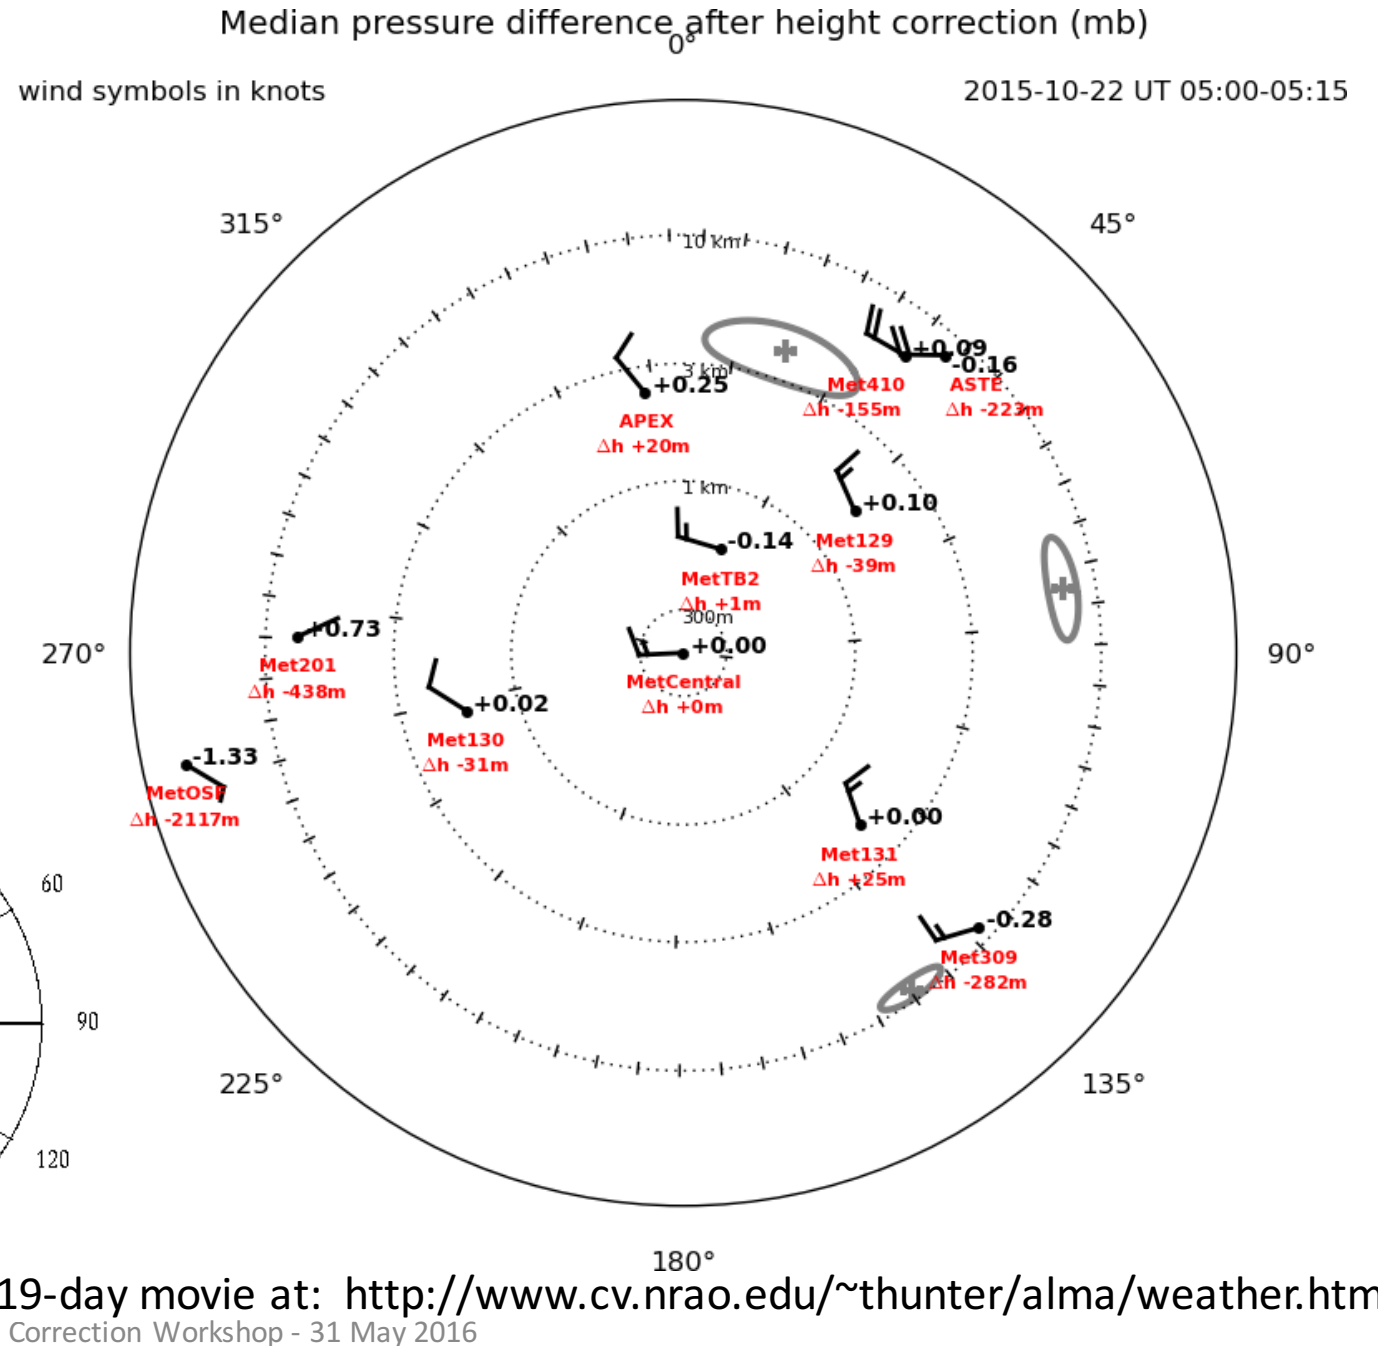 Median pressure difference after height correction (mb)
0°
wind symbols in knots
2015-10-22 UT 05:00-05:15
315°
45°
10 km
+0.09
-0.16
3 km
+0.25
Met410
ASTE
Δh -155m
Δh -223m
APEX
Δh +20m
1 km
+0.10
-0.14
Met129
Δh -39m
MetTB2
Δh +1m
300m
+0.73
+0.00
270°
90°
Met201
Δh -438m
MetCentral
Δh +0m
+0.02
Met130
Δh -31m
-1.33
MetOSF
Δh -2117m
+0.00
Met131
Δh +25m
60
-0.28
Met309
Δh -282m
90
225°
135°
120
180°
19-day movie at: http://www.cv.nrao.edu/~thunter/alma/weather.htm
Correction Workshop - 31 May 2016